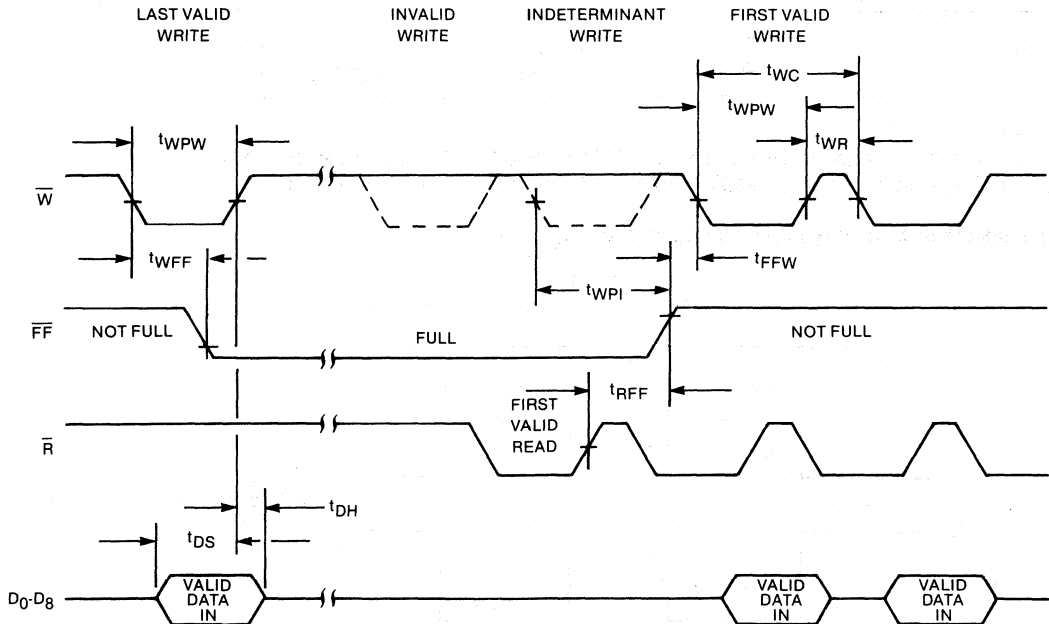 LAST VALID WRITE
INVALID WRITE
INDETERMINANT WRITE
FIRST VALID WRITE
tWC
tWPW
tWPW
tWR
W̅
tWFF
tFFW
tWPI
F̅F̅
NOT FULL
FULL
NOT FULL
tRFF
FIRST VALID READ
R̅
tDH
tDS
D0-D8
VALID DATA IN
VALID DATA IN
VALID DATA IN